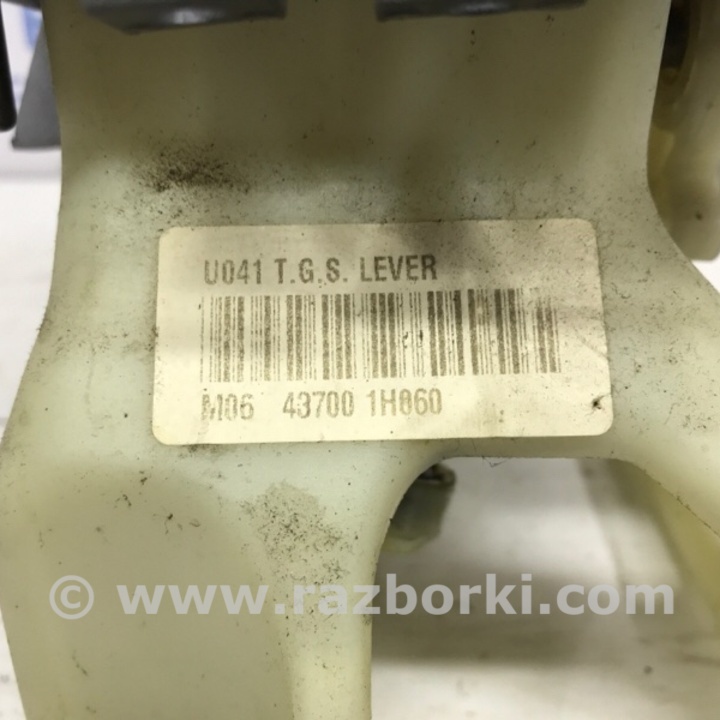 U041 T.G.S. LEVER
M06 43700 1H060
© www.razborki.com